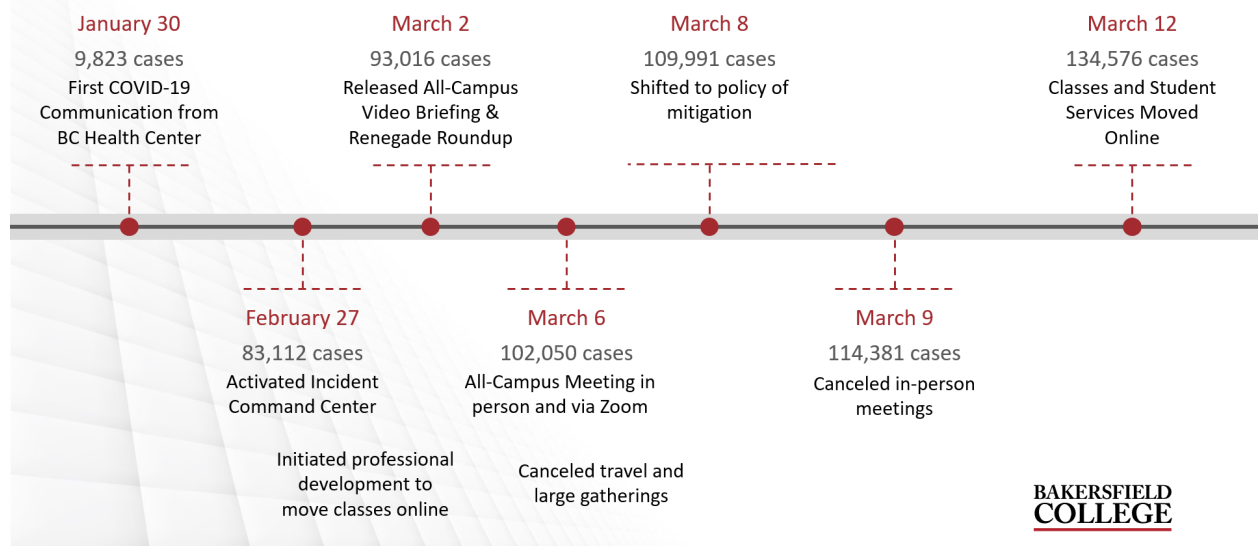 January 30
9,823 cases
First COVID-19
Communication from
BC Health Center
March 2
93,016 cases
Released All-Campus
Video Briefing &
Renegade Roundup
March 8
109,991 cases
Shifted to policy of
mitigation
March 12
134,576 cases
Classes and Student
Services Moved
Online
February 27
83,112 cases
Activated Incident
Command Center
Initiated professional
development to
move classes online
March 6
102,050 cases
All-Campus Meeting in
person and via Zoom
Canceled travel and
large gatherings
March 9
114,381 cases
Canceled in-person
meetings
BAKERSFIELD
COLLEGE